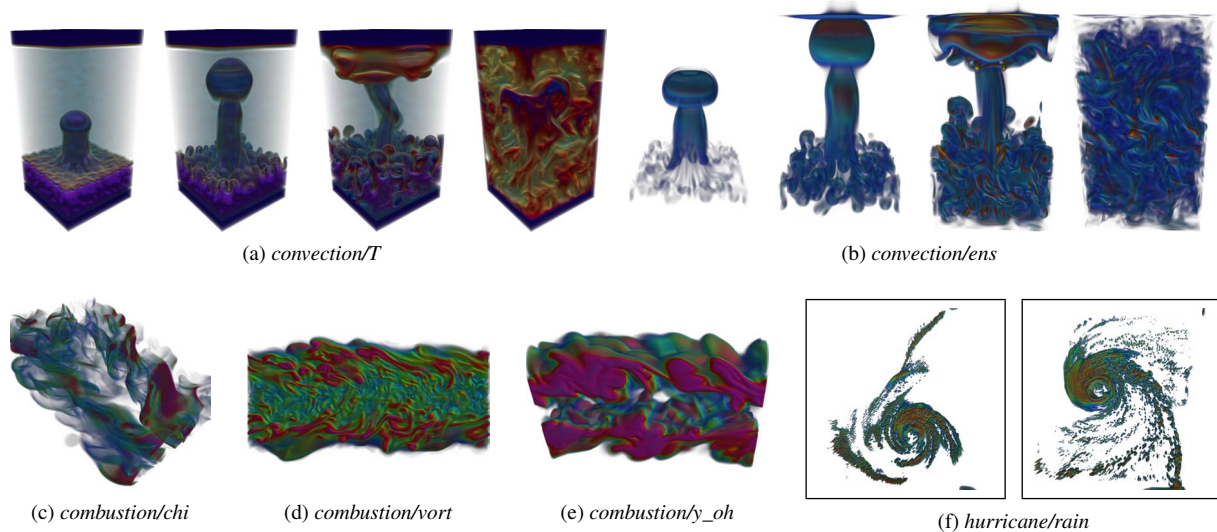 (a) convection/T
(b) convection/ens
(c) combustion/chi
(d) combustion/vort
(e) combustion/y_oh
(f) hurricane/rain